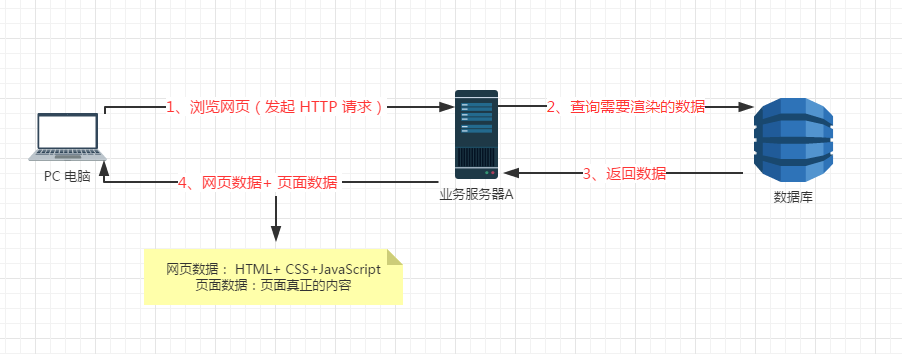 1、浏览网页（发起 HTTP 请求）
2、查询需要渲染的数据
PC 电脑
4、网页数据+ 页面数据
3、返回数据
业务服务器A
数据库
网页数据： HTML+ CSS+JavaScript
页面数据：页面真正的内容